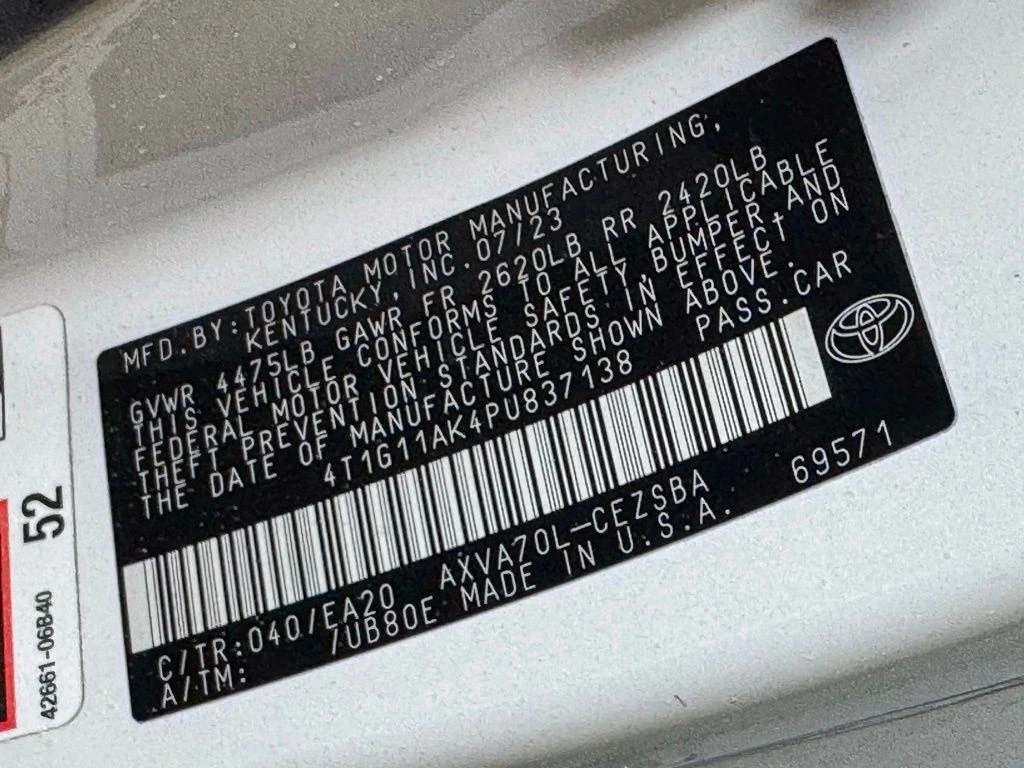 MFD.BY:TOYOTA MOTOR MANUFACTURING,
KENTUCKY,INC.07/23
GVWR 4475LB GAWR FR 2620LB RR 2420LB
THIS VEHICLE CONFORMS TO ALL APPLICABLE
FEDERAL MOTOR VEHICLE SAFETY,BUMPER,AND
THEFT PREVENTION STANDARDS IN EFFECT ON
THE DATE OF MANUFACTURE SHOWN ABOVE.
4T1G11AK4PU837138 PASS.CAR
C/TR:040/EA20 AXVA70L-CEZSBA 69571
A/TM: 7UB80E MADE IN U.S.A.
52
42661-06840